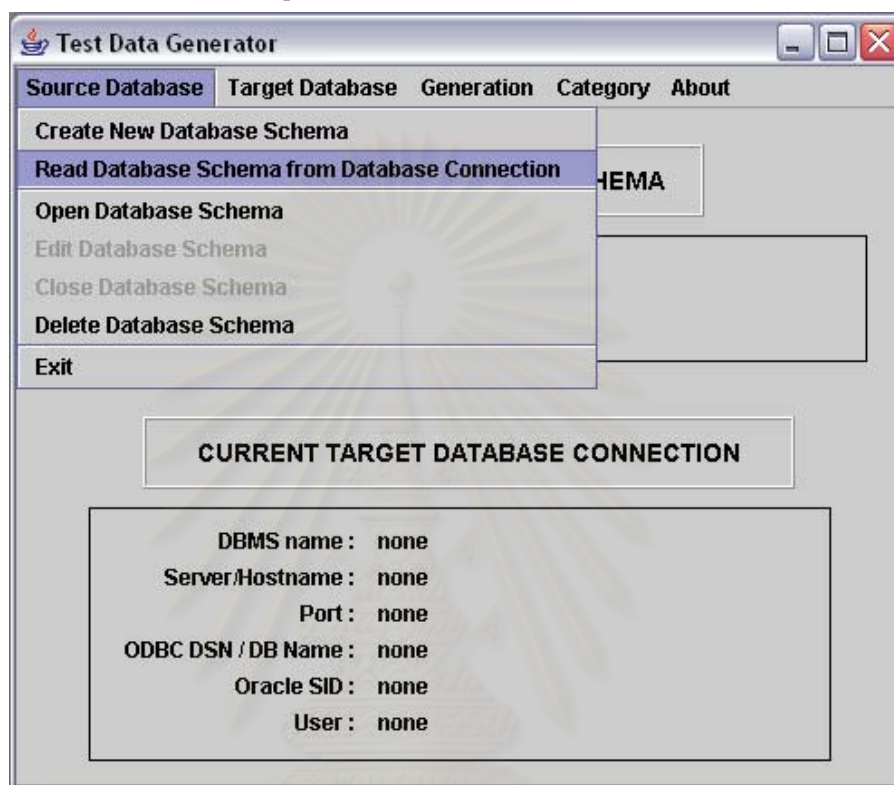 Test Data Generator
Source Database Target Database Generation Category About
Create New Database Schema
Read Database Schema from Database Connection
Open Database Schema
Edit Database Schema
Close Database Schema
Delete Database Schema
Exit
CURRENT TARGET DATABASE CONNECTION
DBMS name : none
Server/Hostname : none
Port : none
ODBC DSN / DB Name : none
Oracle SID : none
User : none